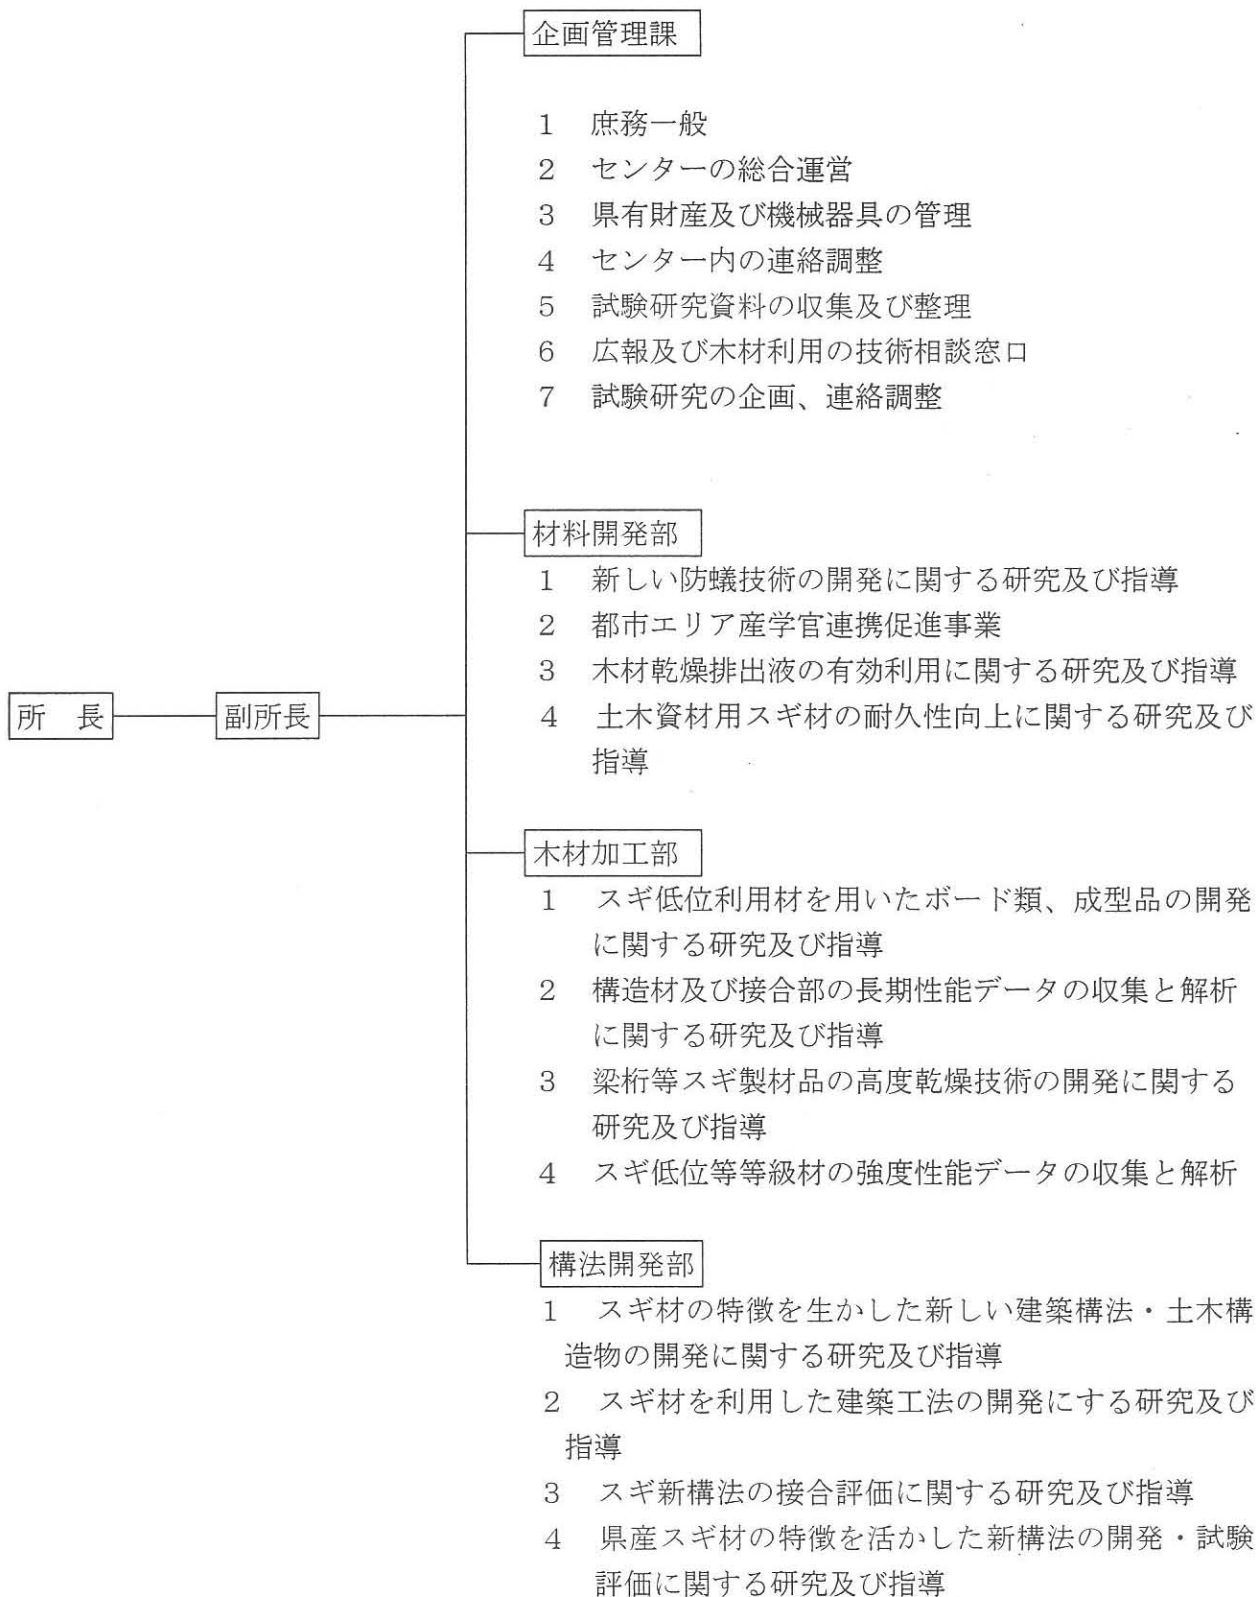 企画管理課
1 庶務一般
2 センターの総合運営
3 県有財産及び機械器具の管理
4 センター内の連絡調整
5 試験研究資料の収集及び整理
6 広報及び木材利用の技術相談窓口
7 試験研究の企画、連絡調整
材料開発部
1 新しい防蟻技術の開発に関する研究及び指導
2 都市エリア産学官連携促進事業
3 木材乾燥排出液の有効利用に関する研究及び指導
所 長
副所長
4 土木資材用スギ材の耐久性向上に関する研究及び
指導
木材加工部
1 スギ低位利用材を用いたボード類、成型品の開発
に関する研究及び指導
2 構造材及び接合部の長期性能データの収集と解析
に関する研究及び指導
3 梁桁等スギ製材品の高度乾燥技術の開発に関する
研究及び指導
4 スギ低位等等級材の強度性能データの収集と解析
構法開発部
1 スギ材の特徴を生かした新しい建築構法・土木構
造物の開発に関する研究及び指導
2 スギ材を利用した建築工法の開発にする研究及び
指導
3 スギ新構法の接合評価に関する研究及び指導
4 県産スギ材の特徴を活かした新構法の開発・試験
評価に関する研究及び指導